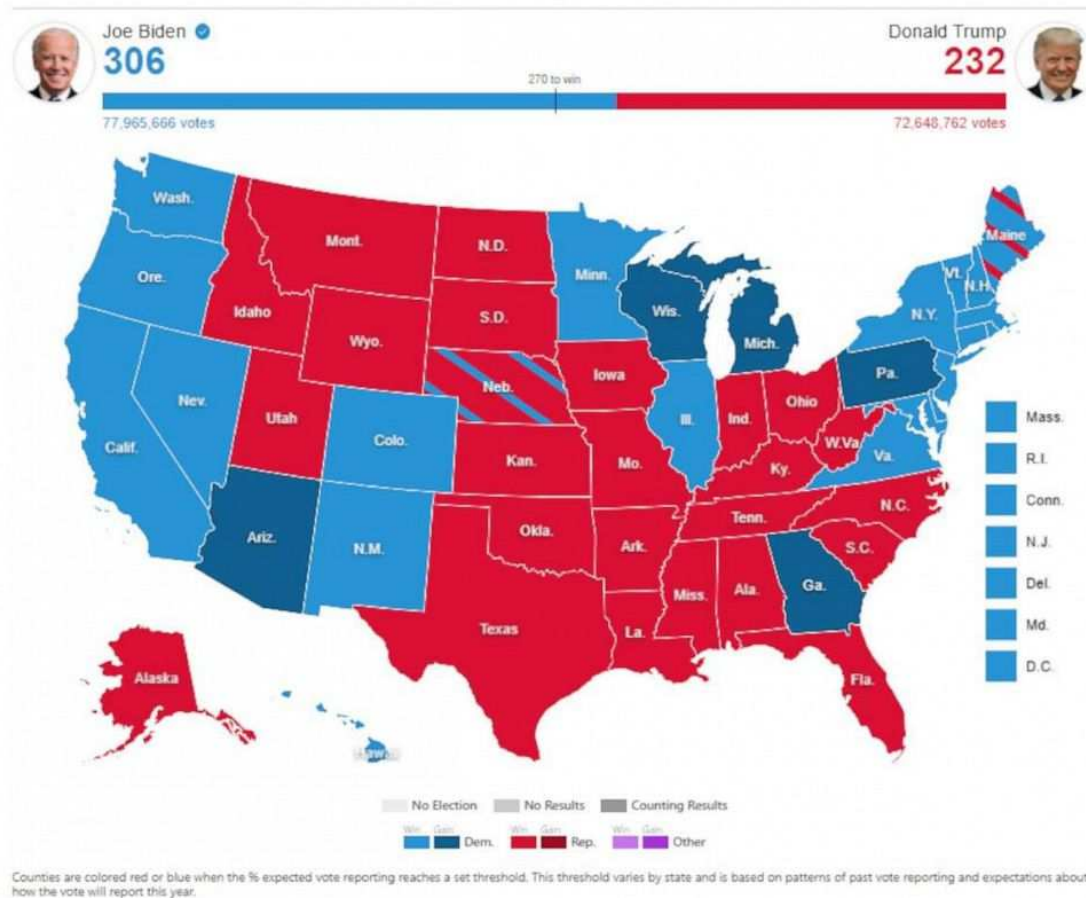 Joe Biden
306
Donald Trump
232
270 to win
77,965,666 votes
72,648,762 votes
Wash.
Mont.
N.D.
Minn.
Maine
Ore.
Vt.
N.H.
Idaho
S.D.
Wis.
N.Y.
Wyo.
Mich.
Pa.
Iowa
Neb.
Nev.
Utah
Colo.
Ill.
Ind.
Ohio
W.Va
Va.
Calif.
Kan.
Mo.
Ky.
Mass.
R.I.
Conn.
N.J.
Del.
Md.
D.C.
Ariz.
N.M.
Okla.
Ark.
Tenn.
N.C.
S.C.
Miss.
Ala.
Ga.
Texas
La.
Alaska
Fla.
Hawaii
No Election
No Results
Counting Results
Win Gain Dem.
Win Gain Rep.
Win Gain Other
Counties are colored red or blue when the % expected vote reporting reaches a set threshold. This threshold varies by state and is based on patterns of past vote reporting and expectations about
how the vote will report this year.